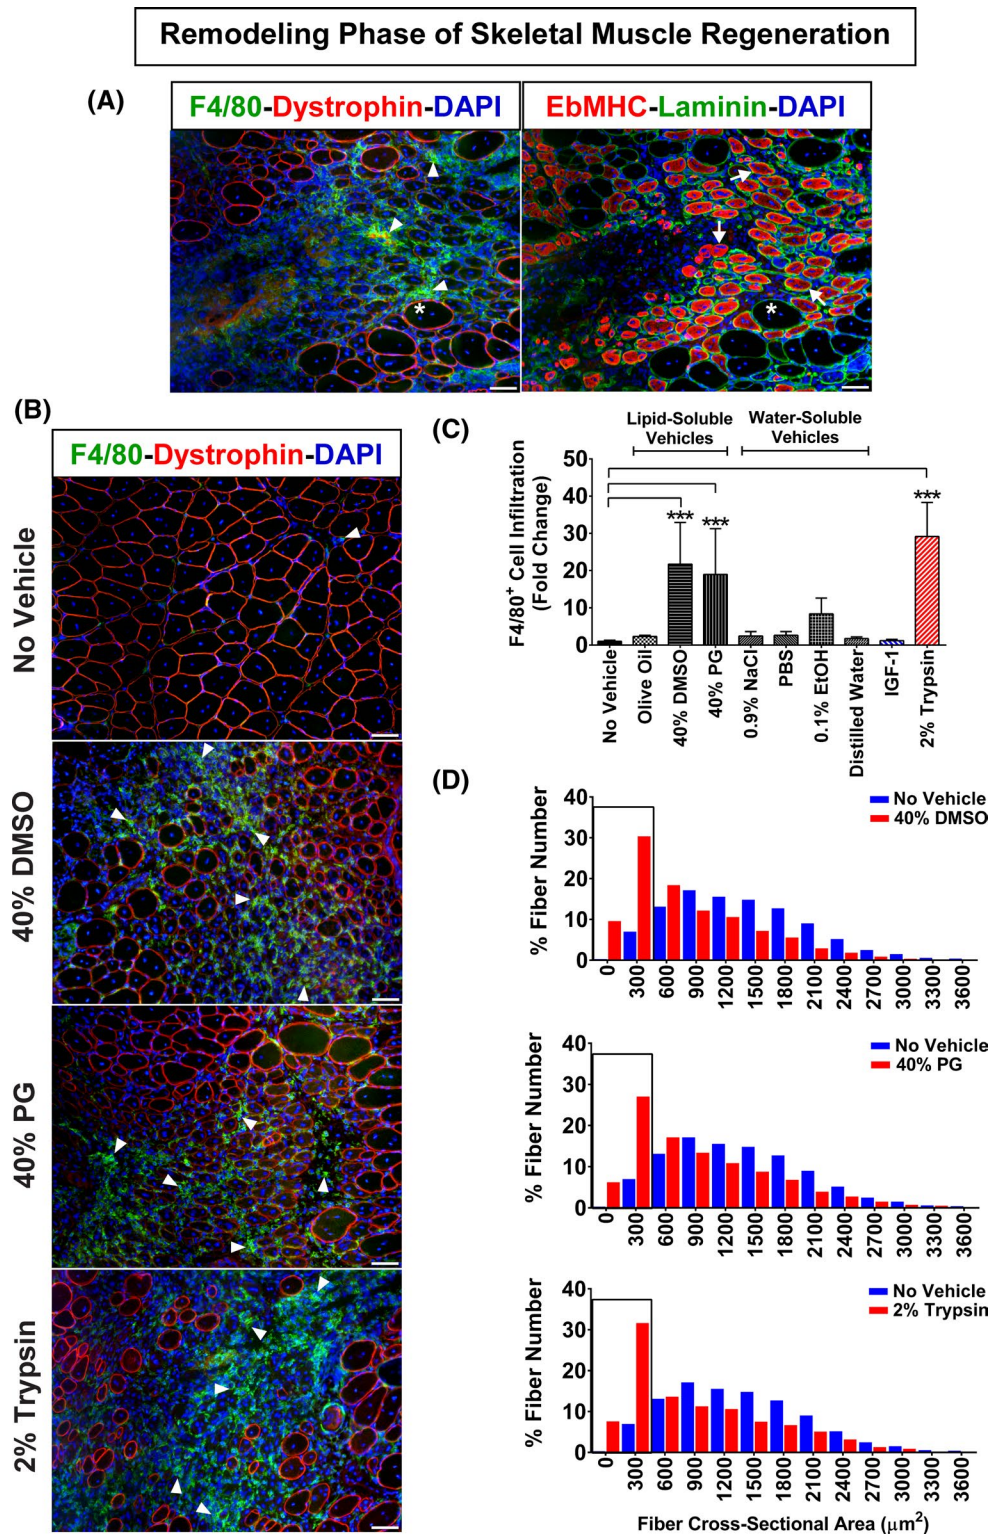 Remodeling Phase of Skeletal Muscle Regeneration
(A)
F4/80-Dystrophin-DAPI
EbMHC-Laminin-DAPI
*
*
(B)
F4/80-Dystrophin-DAPI
No Vehicle
40% DMSO
40% PG
2% Trypsin
(C)
Lipid-Soluble
Vehicles
Water-Soluble
Vehicles
F4/80+ Cell Infiltration
(Fold Change)
50
40
30
20
10
0
***
***
***
No Vehicle
Olive Oil
40% DMSO
40% PG
0.9% NaCl
PBS
0.1% EtOH
Distilled Water
IGF-1
2% Trypsin
(D)
% Fiber Number
40
30
20
10
0
No Vehicle
40% DMSO
0 300 600 900 1200 1500 1800 2100 2400 2700 3000 3300 3600
% Fiber Number
40
30
20
10
0
No Vehicle
40% PG
0 300 600 900 1200 1500 1800 2100 2400 2700 3000 3300 3600
% Fiber Number
40
30
20
10
0
No Vehicle
2% Trypsin
0 300 600 900 1200 1500 1800 2100 2400 2700 3000 3300 3600
Fiber Cross-Sectional Area (μm2)